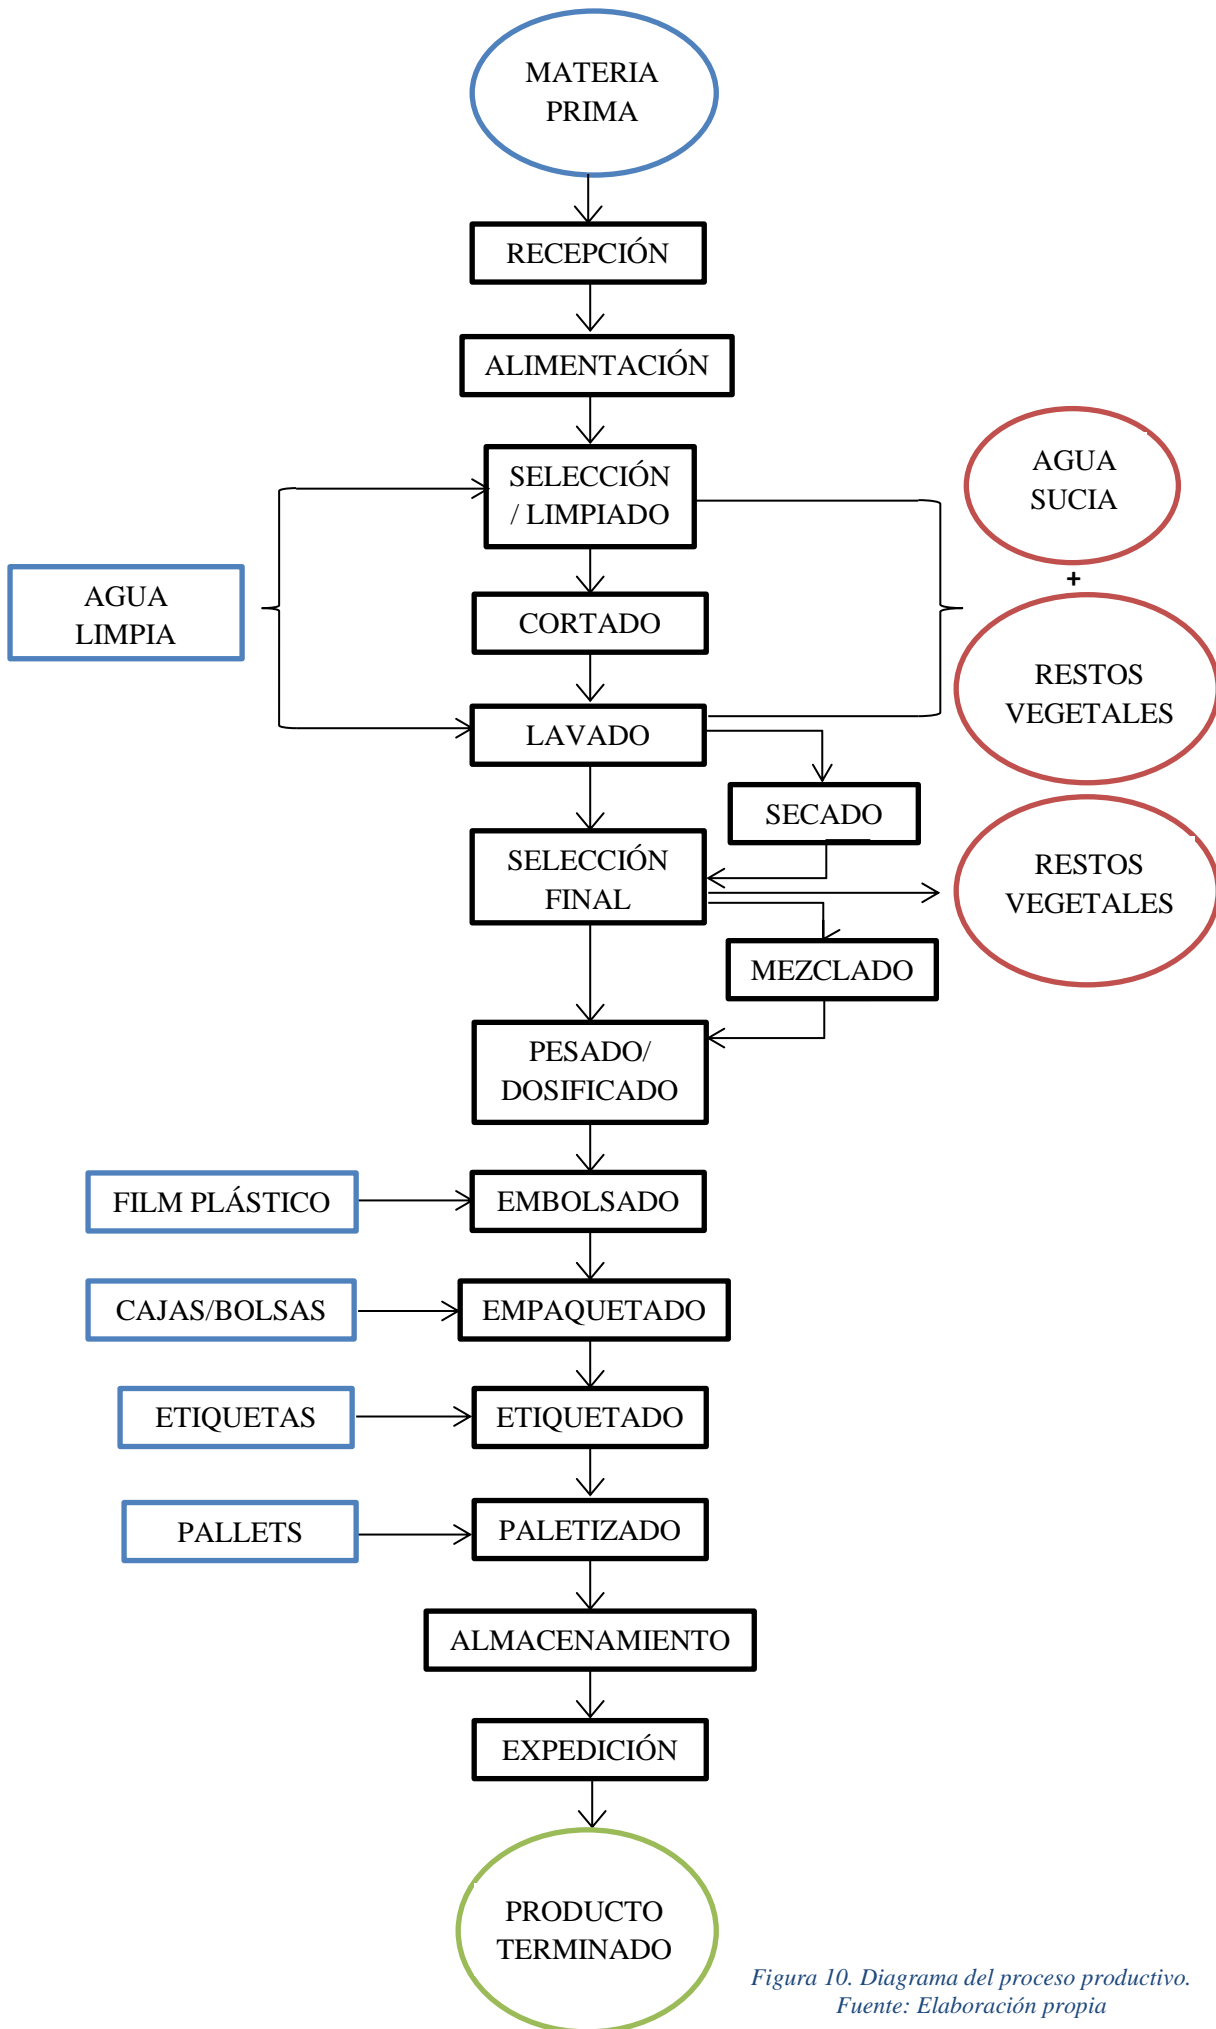 MATERIA
PRIMA
RECEPCIÓN
ALIMENTACIÓN
SELECCIÓN
/ LIMPIADO
AGUA
SUCIA
+
AGUA
LIMPIA
CORTADO
RESTOS
VEGETALES
LAVADO
SECADO
SELECCIÓN
FINAL
RESTOS
VEGETALES
MEZCLADO
PESADO/
DOSIFICADO
FILM PLÁSTICO
EMBOLSADO
CAJAS/BOLSAS
EMPAQUETADO
ETIQUETAS
ETIQUETADO
PALLETS
PALETIZADO
ALMACENAMIENTO
EXPEDICIÓN
PRODUCTO
TERMINADO
Figura 10. Diagrama del proceso productivo.
Fuente: Elaboración propia